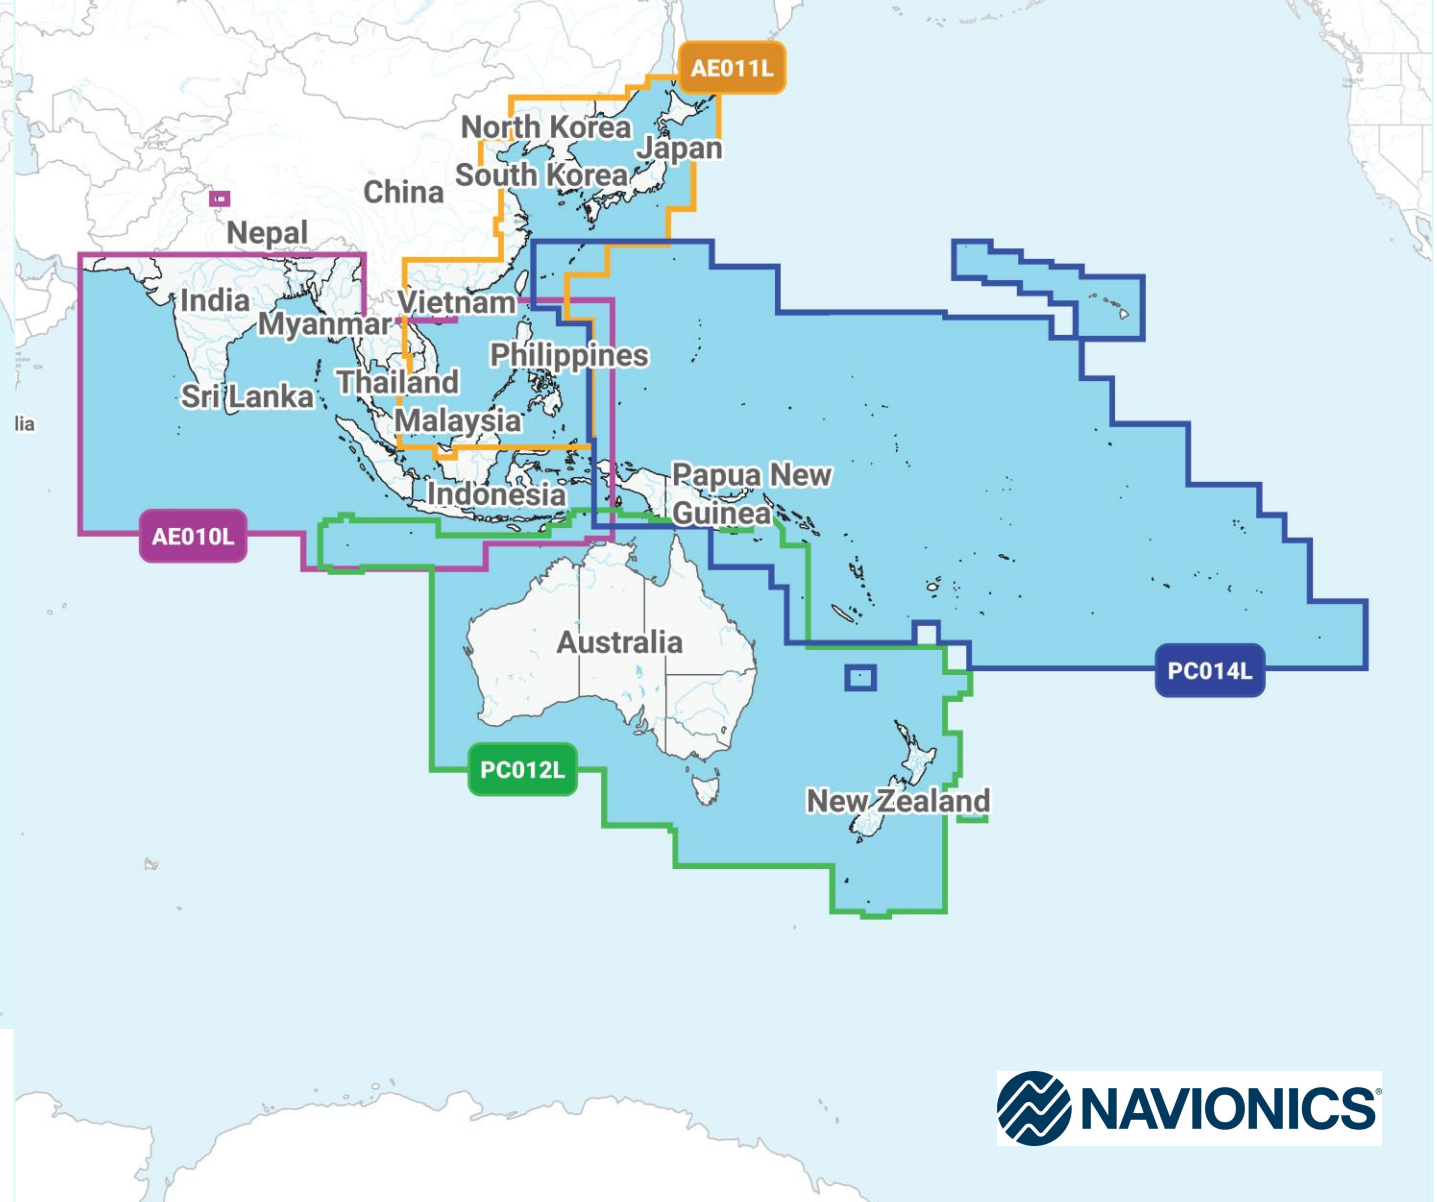 AE011L
North Korea
Japan
South Korea
China
Nepal
India
Vietnam
Myanmar
Philippines
Thailand
Sri Lanka
Malaysia
lia
Papua New
Guinea
Indonesia
AE010L
Australia
PC014L
PC012L
New Zealand
NAVIONICS®